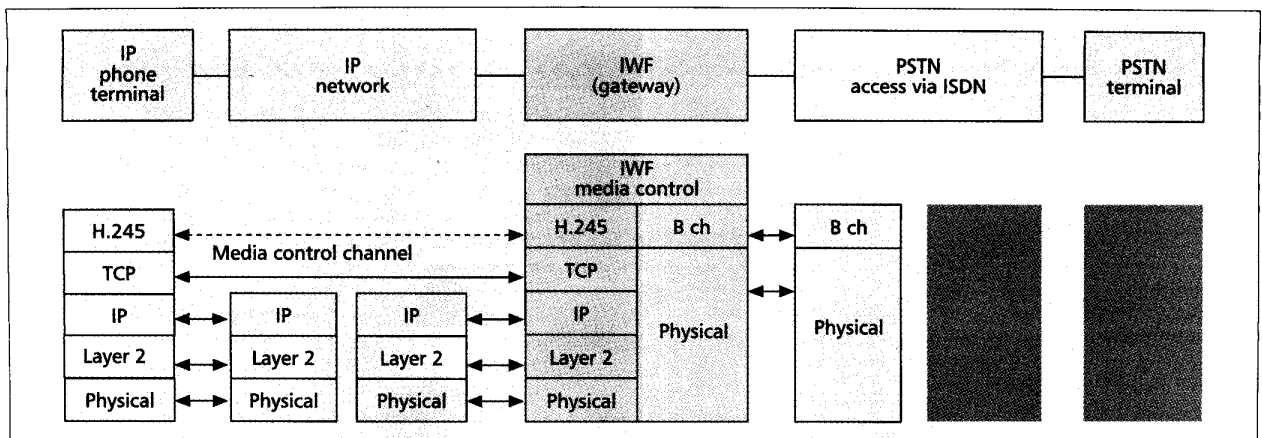 IP
phone
terminal
IP
network
IWF
(gateway)
PSTN
access via ISDN
PSTN
terminal
IWF
media control
H.245
Media control channel
H.245
B ch
B ch
TCP
TCP
IP
IP
IP
IP
Physical
Physical
Layer 2
Layer 2
Layer 2
Layer 2
Physical
Physical
Physical
Physical